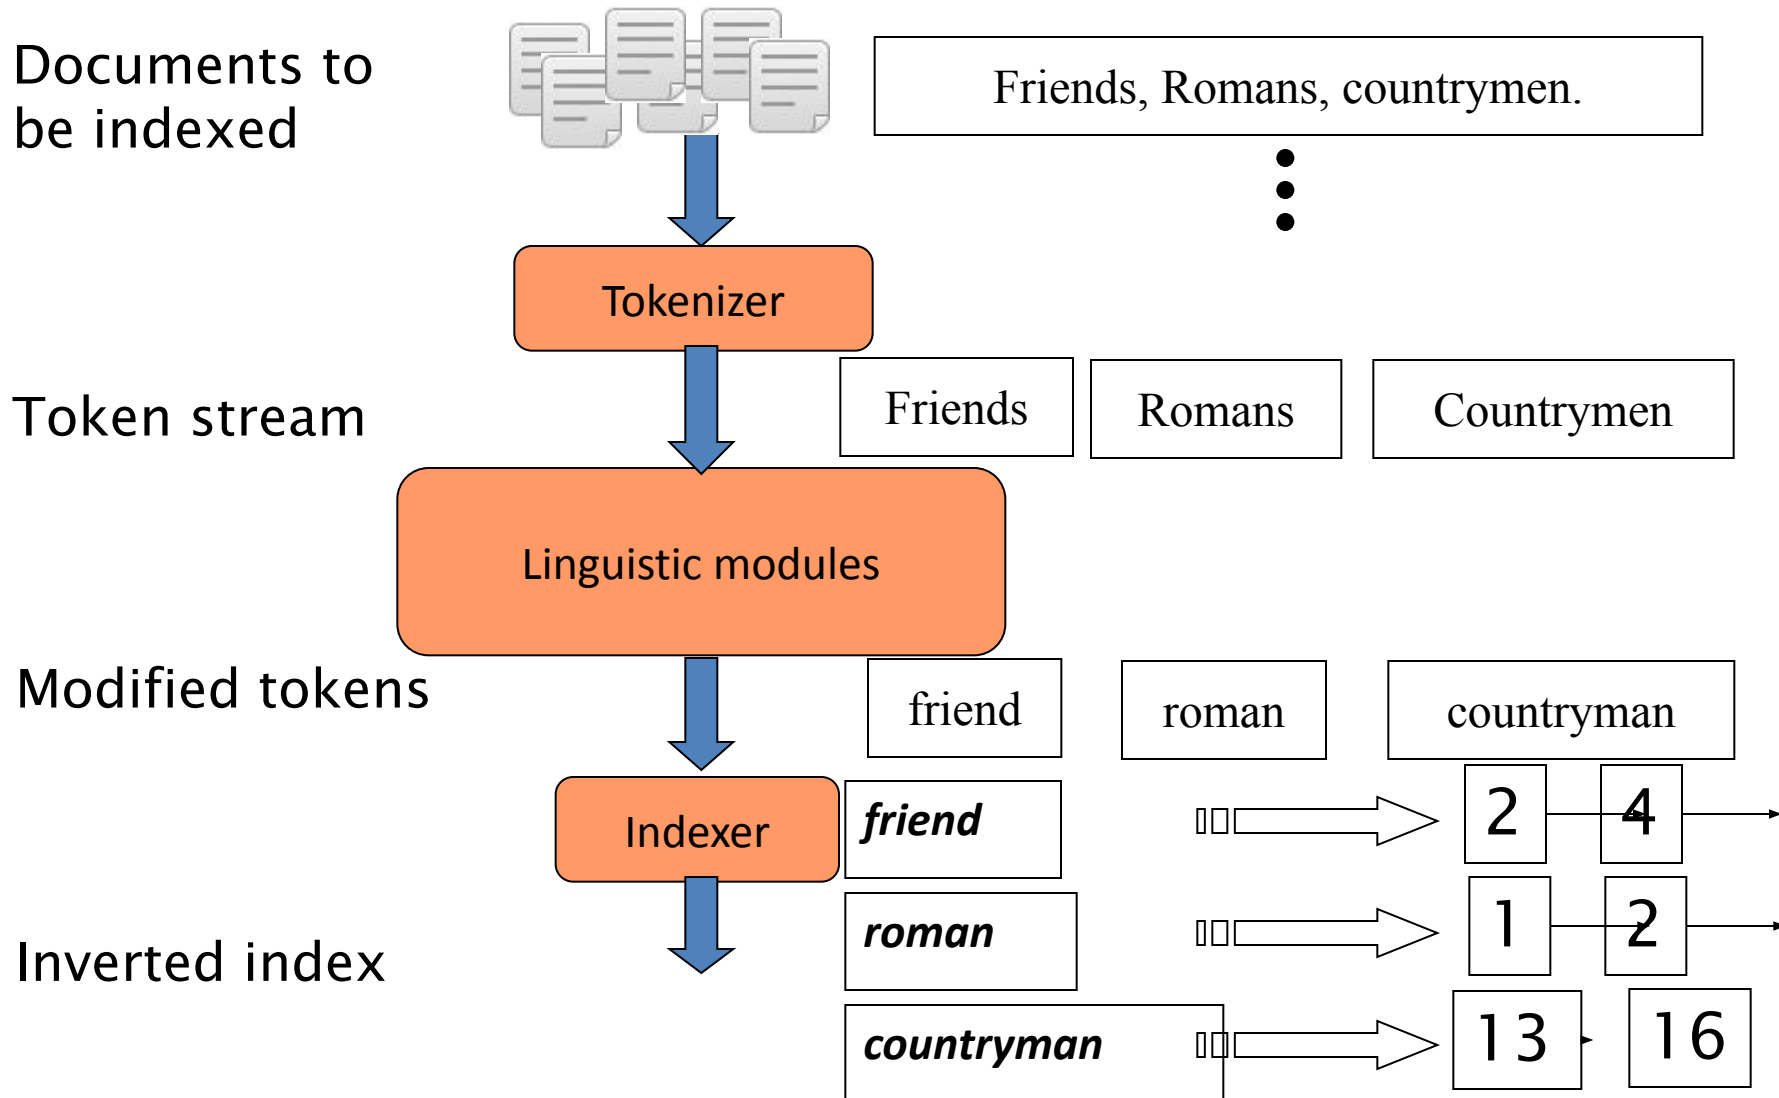 Documents to
be indexed
Friends, Romans, countrymen.
Tokenizer
Token stream
Friends Romans Countrymen
Linguistic modules
Modified tokens
friend roman countryman
Indexer
friend 2 4
roman 1 2
Inverted index
countryman 13 16